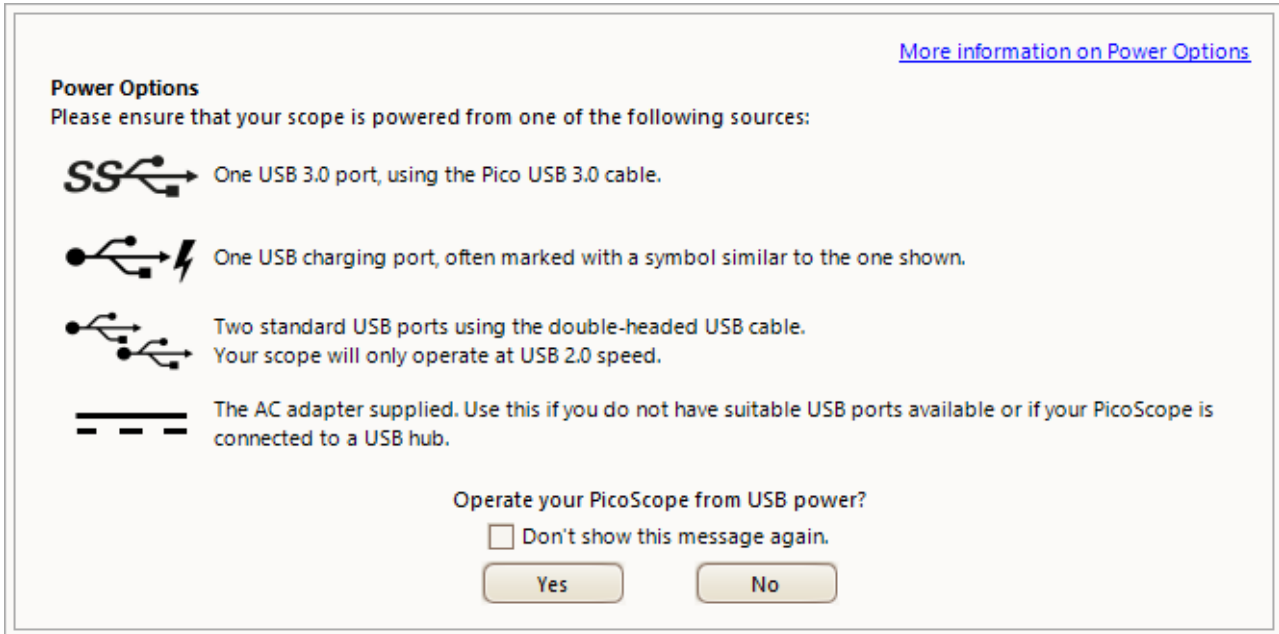 More information on Power Options
Power Options
Please ensure that your scope is powered from one of the following sources:
SS
One USB 3.0 port, using the Pico USB 3.0 cable.
One USB charging port, often marked with a symbol similar to the one shown.
Two standard USB ports using the double-headed USB cable.
Your scope will only operate at USB 2.0 speed.
The AC adapter supplied. Use this if you do not have suitable USB ports available or if your PicoScope is
connected to a USB hub.
Operate your PicoScope from USB power?
Don't show this message again.
Yes
No